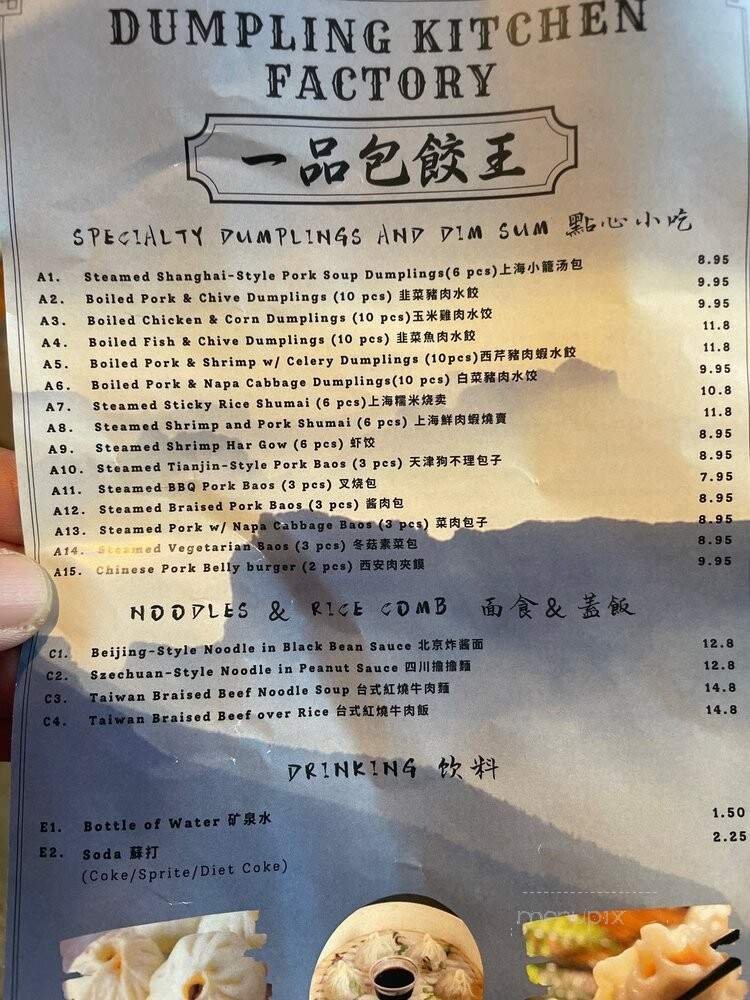 DUMPLING KITCHEN
FACTORY
一品包餃王
SPECIALTY DUMPLINGS AND DIM SUM 點心小吃
A1. Steamed Shanghai-Style Pork Soup Dumplings(6 pcs)上海小籠汤包 8.95
A2. Boiled Pork & Chive Dumplings (10 pcs) 韭菜豬肉水餃 9.95
A3. Boiled Chicken & Corn Dumplings (10 pcs)玉米雞肉水饺 9.95
A4. Boiled Fish & Chive Dumplings (10 pcs) 韭菜魚肉水餃 11.8
A5. Boiled Pork & Shrimp w/ Celery Dumplings (10pcs)西芹豬肉蝦水餃 11.8
A6. Boiled Pork & Napa Cabbage Dumplings(10 pcs) 白菜豬肉水饺 9.95
A7. Steamed Sticky Rice Shumai (6 pcs)上海糯米烧卖 10.8
A8. Steamed Shrimp and Pork Shumai (6 pcs) 上海鮮肉蝦燒賣 11.8
A9. Steamed Shrimp Har Gow (6 pcs) 虾饺 8.95
A10. Steamed Tianjin-Style Pork Baos (3 pcs) 天津狗不理包子 8.95
A11. Steamed BBQ Pork Baos (3 pcs) 叉烧包 7.95
A12. Steamed Braised Pork Baos (3 pcs) 酱肉包 8.95
A13. Steamed Pork w/ Napa Cabbage Baos (3 pcs) 菜肉包子 8.95
A14. Steamed Vegetarian Baos (3 pcs) 冬菇素菜包 8.95
A15. Chinese Pork Belly burger (2 pcs) 西安肉夾饃 9.95
NOODLES & RICE COMB 面食& 蓋飯
C1. Beijing-Style Noodle in Black Bean Sauce 北京炸酱面 12.8
C2. Szechuan-Style Noodle in Peanut Sauce 四川擔擔麵 12.8
C3. Taiwan Braised Beef Noodle Soup 台式紅燒牛肉麵 14.8
C4. Taiwan Braised Beef over Rice 台式紅燒牛肉飯 14.8
DRINKING 饮料
E1. Bottle of Water 矿泉水 1.50
E2. Soda 蘇打 2.25
(Coke/Sprite/Diet Coke)
menupix